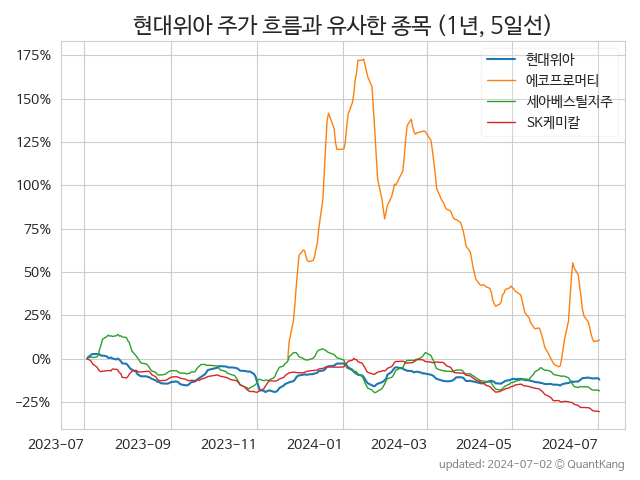 현대위아 주가 흐름과 유사한 종목 (1년, 5일선)
현대위아
에코프로머티
세아베스틸지주
SK케미칼
175%
150%
125%
100%
75%
50%
25%
0%
−25%
2023-07
2023-09
2023-11
2024-01
2024-03
2024-05
2024-07
updated: 2024-07-02 © QuantKang